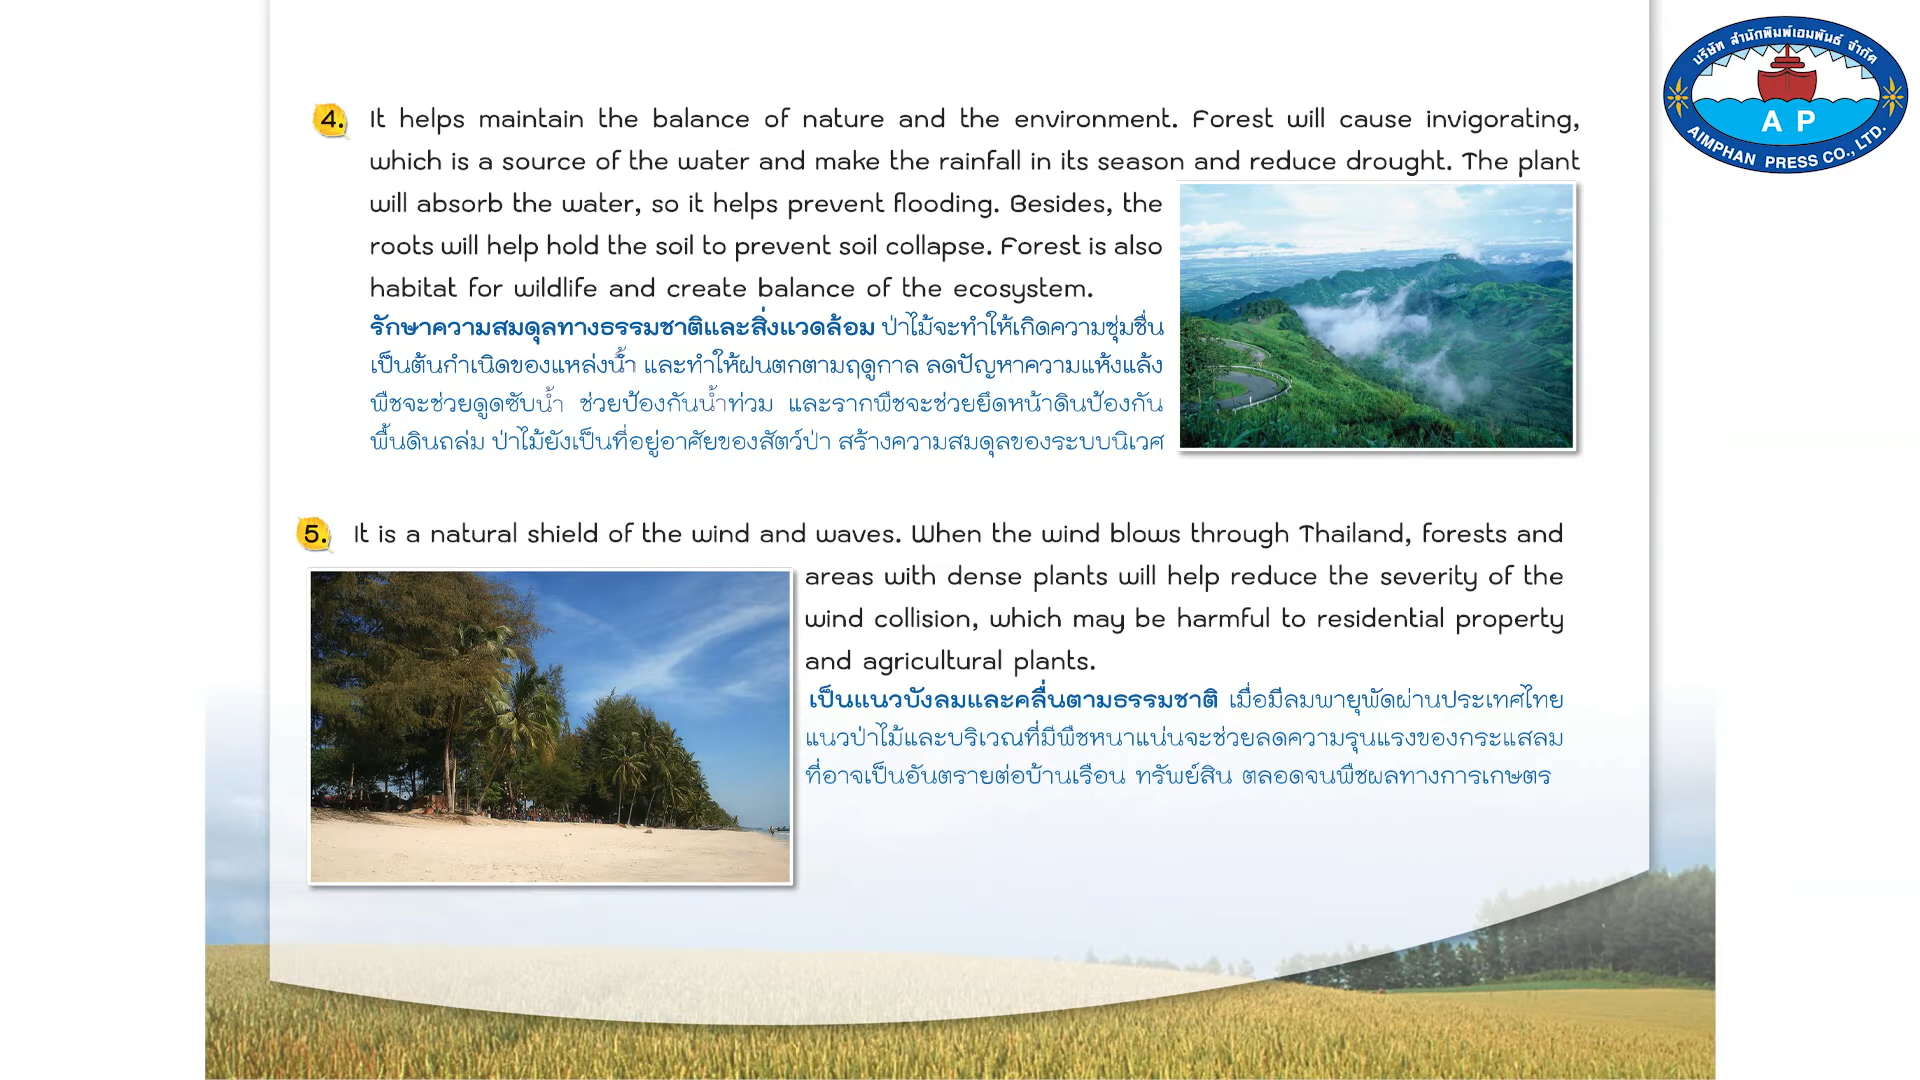 บริษัท สำนักพิมพ์เอมพันธ์ จำกัด
A P
AIMPHAN PRESS CO., LTD.
4. It helps maintain the balance of nature and the environment. Forest will cause invigorating,
which is a source of the water and make the rainfall in its season and reduce drought. The plant
will absorb the water, so it helps prevent flooding. Besides, the
roots will help hold the soil to prevent soil collapse. Forest is also
habitat for wildlife and create balance of the ecosystem.
รักษาความสมดุลทางธรรมชาติและสิ่งแวดล้อม ป่าไม้จะทำให้เกิดความชุ่มชื่น
เป็นต้นกำเนิดของแหล่งน้ำ และทำให้ฝนตกตามฤดูกาล ลดปัญหาความแห้งแล้ง
พืชจะช่วยดูดซับน้ำ ช่วยป้องกันน้ำท่วม และรากพืชจะช่วยยึดหน้าดินป้องกัน
พื้นดินถล่ม ป่าไม้ยังเป็นที่อยู่อาศัยของสัตว์ป่า สร้างความสมดุลของระบบนิเวศ
5. It is a natural shield of the wind and waves. When the wind blows through Thailand, forests and
areas with dense plants will help reduce the severity of the
wind collision, which may be harmful to residential property
and agricultural plants.
เป็นแนวบังลมและคลื่นตามธรรมชาติ เมื่อมีลมพายุพัดผ่านประเทศไทย
แนวป่าไม้และบริเวณที่มีพืชหนาแน่นจะช่วยลดความรุนแรงของกระแสลม
ที่อาจเป็นอันตรายต่อบ้านเรือน ทรัพย์สิน ตลอดจนพืชผลทางการเกษตร